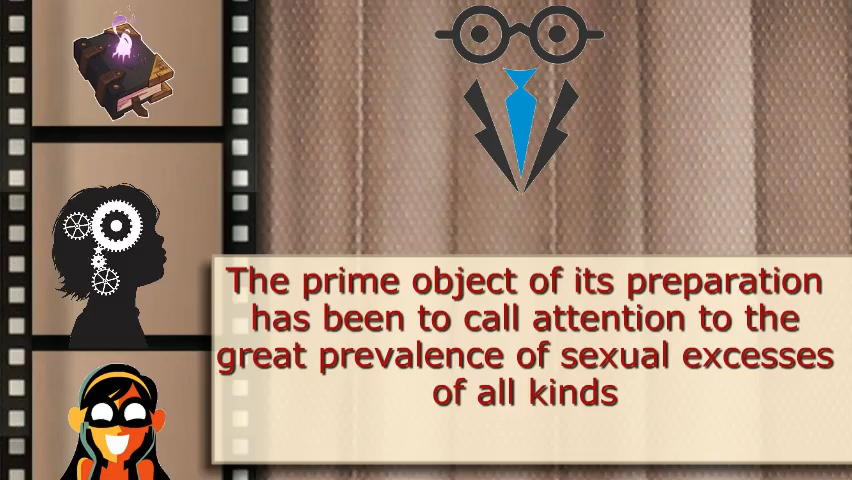 The prime object of its preparation
has been to call attention to the
great prevalence of sexual excesses
of all kinds